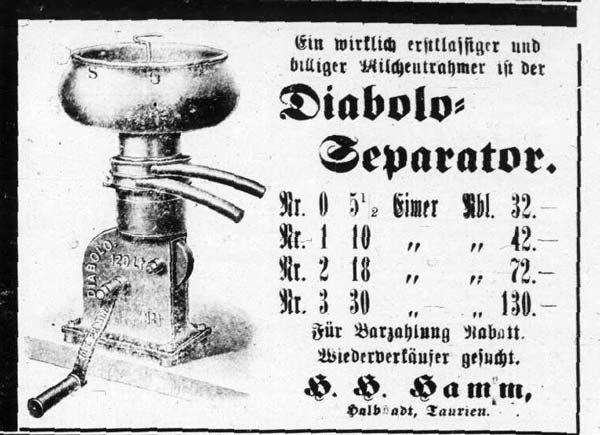 Ein wirklich erstklassiger und
billiger Milchentrahmer ist der
Diabolo-
Separator.
Nr. 0 5½ Eimer Rbl. 32.—
Nr. 1 10 „ „ 42.—
Nr. 2 18 „ „ 72.—
Nr. 3 30 „ „ 130.—
Für Barzahlung Rabatt.
Wiederverkäufer gesucht.
H. H. Hamm,
Halbstadt, Taurien.
S G
DIABOLO
120 LT